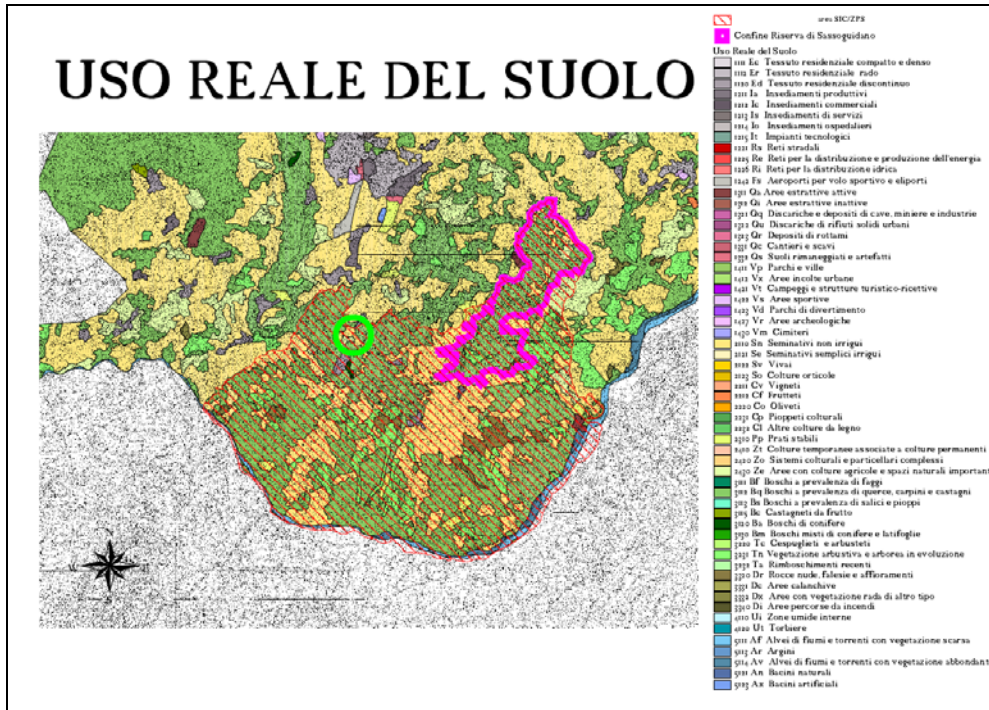 USO REALE DEL SUOLO
area SIC/ZPS
Confine Riserva di Sassoguidano
Uso Reale del Suolo
1111 Ec Tessuto residenziale compatto e denso
1112 Er Tessuto residenziale rado
1120 Ed Tessuto residenziale discontinuo
1211 Ia Insediamenti produttivi
1212 Ic Insediamenti commerciali
1213 Is Insediamenti di servizi
1214 Io Insediamenti ospedalieri
1215 It Impianti tecnologici
1221 Rs Reti stradali
1225 Re Reti per la distribuzione e produzione dell'energia
1226 Ri Reti per la distribuzione idrica
1242 Fs Aeroporti per volo sportivo e eliporti
1311 Qa Aree estrattive attive
1312 Qi Aree estrattive inattive
1321 Qq Discariche e depositi di cave, miniere e industrie
1322 Qu Discariche di rifiuti solidi urbani
1323 Qr Depositi di rottami
1331 Qc Cantieri e scavi
1332 Qs Suoli rimaneggiati e artefatti
1411 Vp Parchi e ville
1412 Vx Aree incolte urbane
1421 Vt Campeggi e strutture turistico-ricettive
1422 Vs Aree sportive
1423 Vd Parchi di divertimento
1427 Vr Aree archeologiche
1430 Vm Cimiteri
2110 Sn Seminativi non irrigui
2121 Se Seminativi semplici irrigui
2122 Sv Vivai
2123 So Colture orticole
2211 Cv Vigneti
2212 Cf Frutteti
2220 Co Oliveti
2231 Cp Pioppeti colturali
2232 Cl Altre colture da legno
2310 Pp Prati stabili
2410 Zt Colture temporanee associate a colture permanenti
2420 Zo Sistemi colturali e particellari complessi
2430 Ze Aree con colture agricole e spazi naturali important
3111 Bf Boschi a prevalenza di faggi
3112 Bq Boschi a prevalenza di querce, carpini e castagni
3113 Bs Boschi a prevalenza di salici e pioppi
3115 Bc Castagneti da frutto
3120 Ba Boschi di conifere
3130 Bm Boschi misti di conifere e latifoglie
3220 Tc Cespuglieti e arbusteti
3231 Tn Vegetazione arbustiva e arborea in evoluzione
3232 Ta Rimboschimenti recenti
3320 Dr Rocce nude, falesie e affioramenti
3331 Dc Aree calanchive
3332 Dx Aree con vegetazione rada di altro tipo
3340 Di Aree percorse da incendi
4110 Ui Zone umide interne
4120 Ut Torbiere
5111 Af Alvei di fiumi e torrenti con vegetazione scarsa
5113 Ar Argini
5114 Av Alvei di fiumi e torrenti con vegetazione abbondant
5121 An Bacini naturali
5123 Ax Bacini artificiali